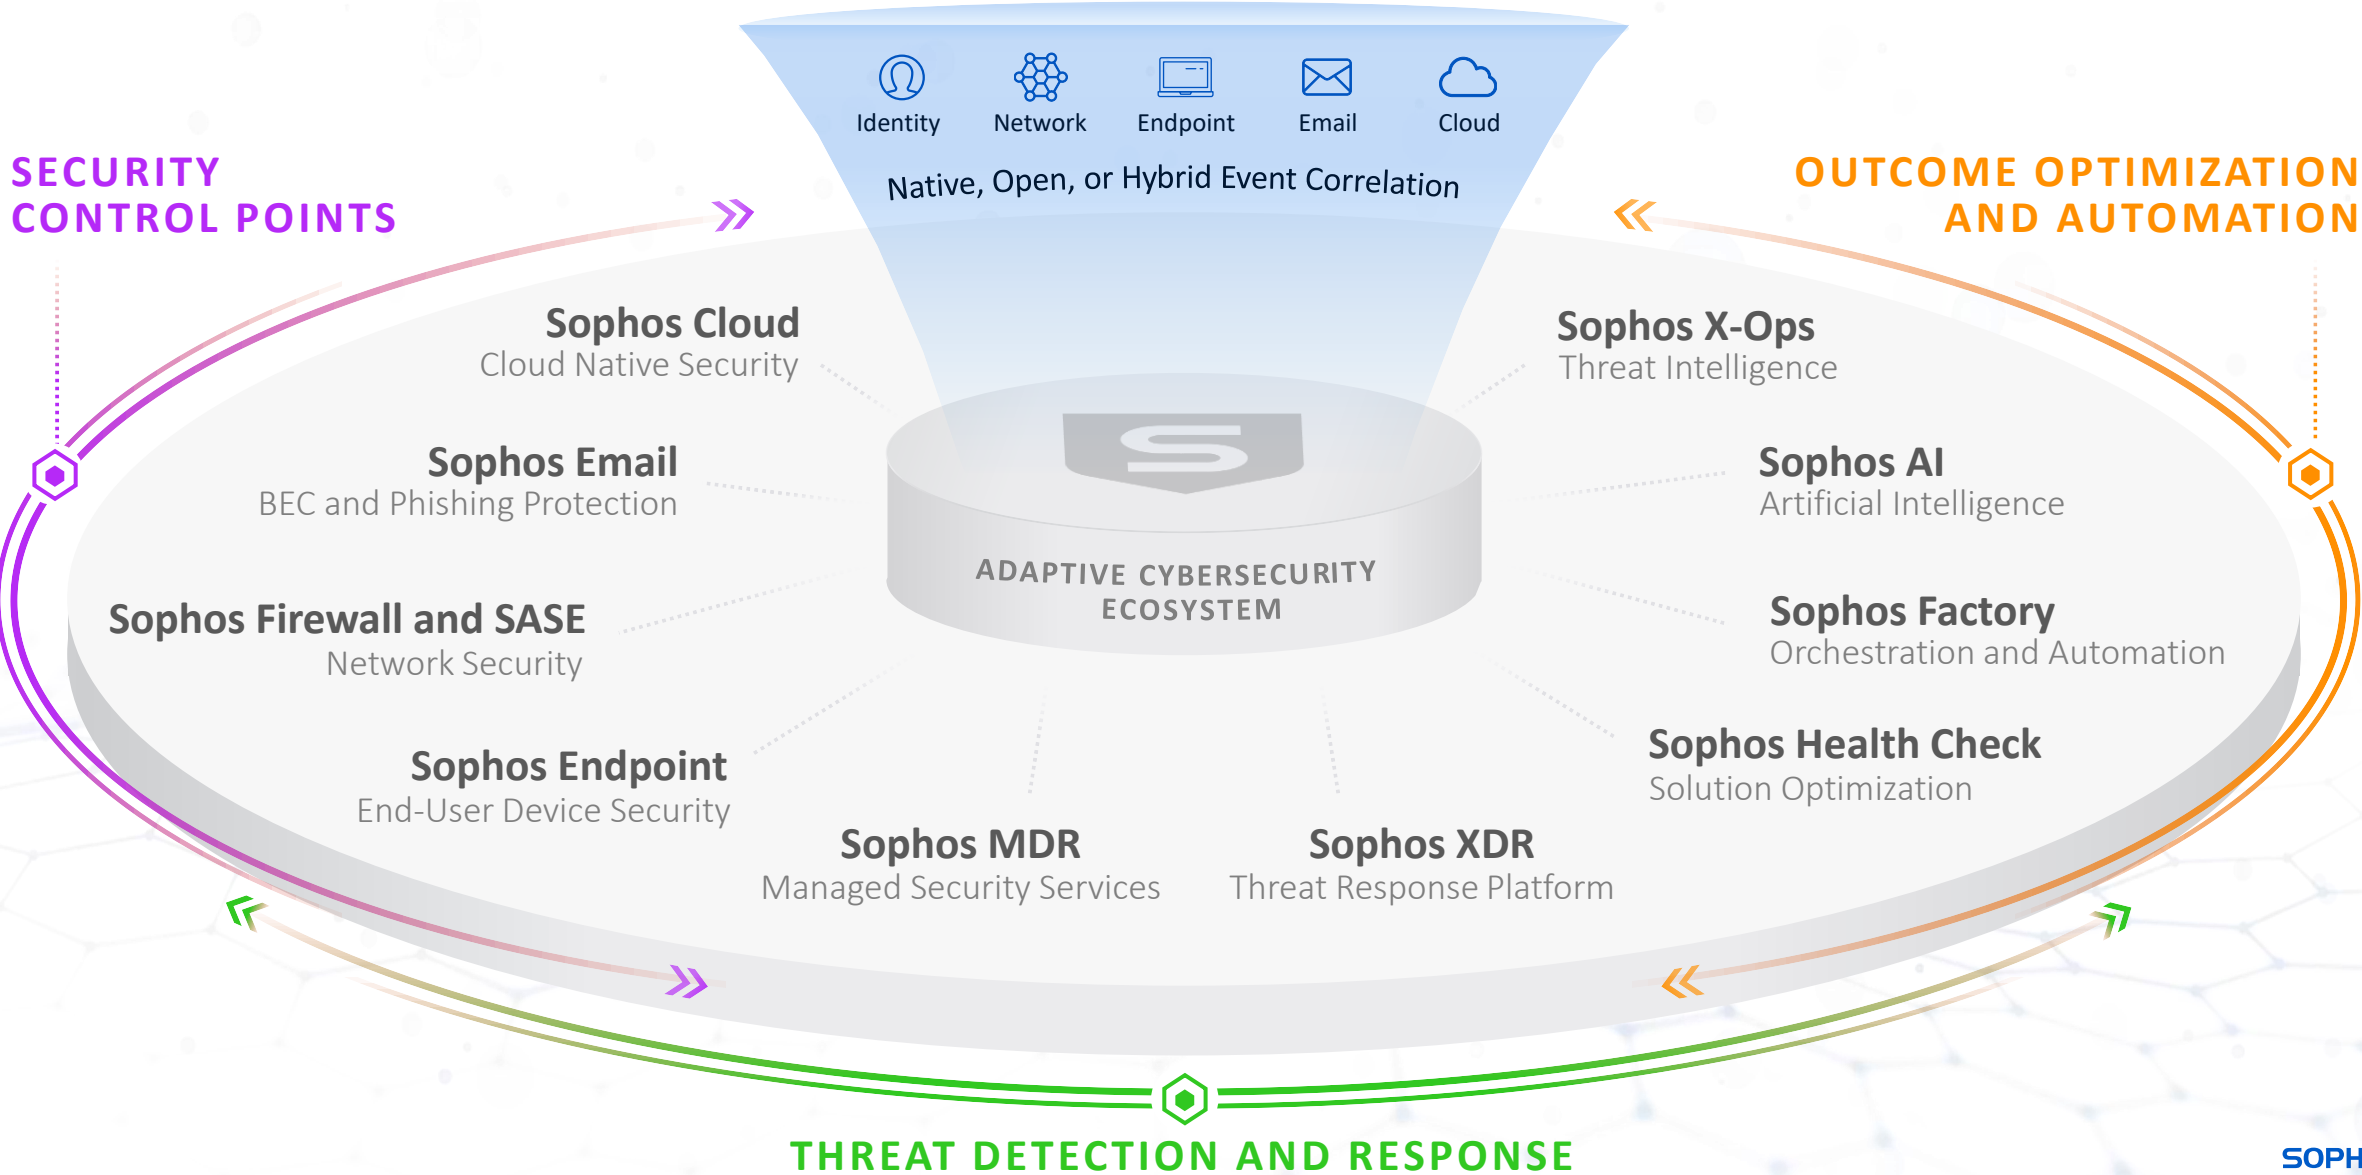 Identity
Network
Endpoint
Email
Cloud
Native, Open, or Hybrid Event Correlation
SECURITY
CONTROL POINTS
OUTCOME OPTIMIZATION
AND AUTOMATION
Sophos Cloud
Cloud Native Security
Sophos Email
BEC and Phishing Protection
Sophos Firewall and SASE
Network Security
Sophos Endpoint
End-User Device Security
Sophos MDR
Managed Security Services
Sophos XDR
Threat Response Platform
Sophos X-Ops
Threat Intelligence
Sophos AI
Artificial Intelligence
Sophos Factory
Orchestration and Automation
Sophos Health Check
Solution Optimization
S
ADAPTIVE CYBERSECURITY
ECOSYSTEM
THREAT DETECTION AND RESPONSE
SOPH